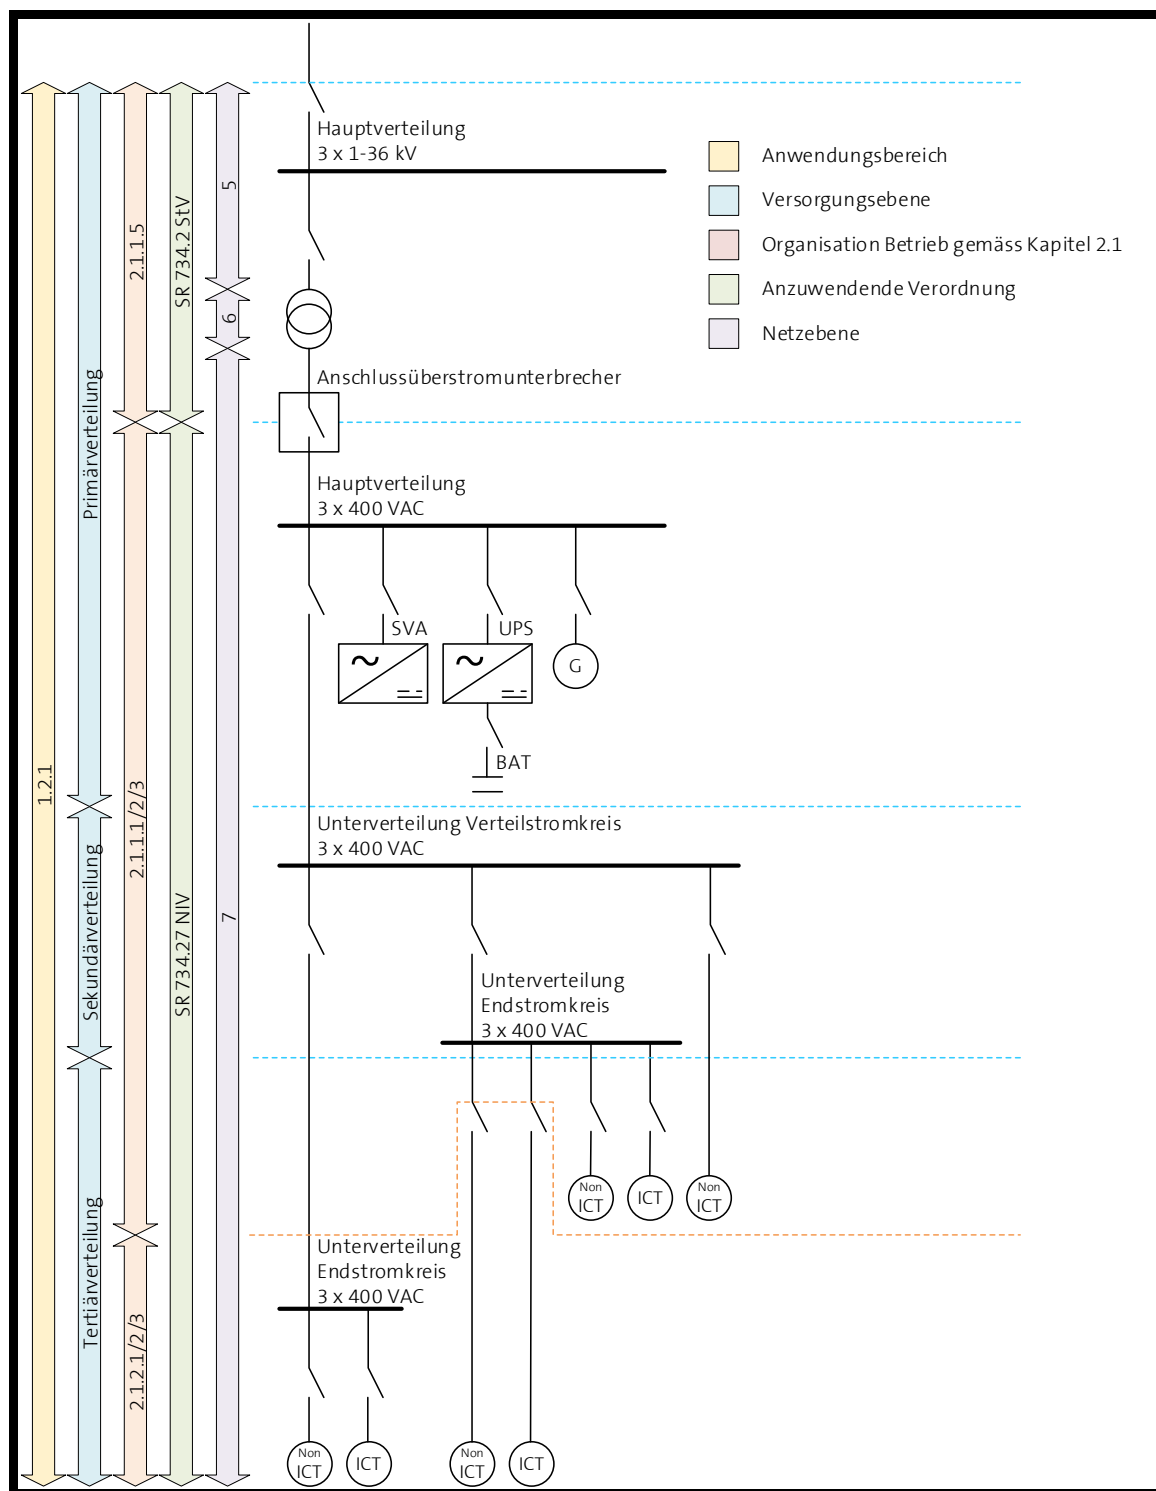 Hauptverteilung
3 x 1-36 kV
Anwendungsbereich
Versorgungsebene
Organisation Betrieb gemäss Kapitel 2.1
Anzuwendende Verordnung
Netzebene
5
2.1.1.5
SR 734.2 StV
6
Primärverteilung
Anschlussüberstromunterbrecher
Hauptverteilung
3 x 400 VAC
SVA
UPS
G
BAT
1.2.1
2.1.1.1/2/3
Sekundärverteilung
SR 734.27 NIV
7
Unterverteilung Verteilstromkreis
3 x 400 VAC
Unterverteilung
Endstromkreis
3 x 400 VAC
Non
ICT
ICT
Non
ICT
Tertiärverteilung
2.1.2.1/2/3
Unterverteilung
Endstromkreis
3 x 400 VAC
Non
ICT
ICT
Non
ICT
ICT